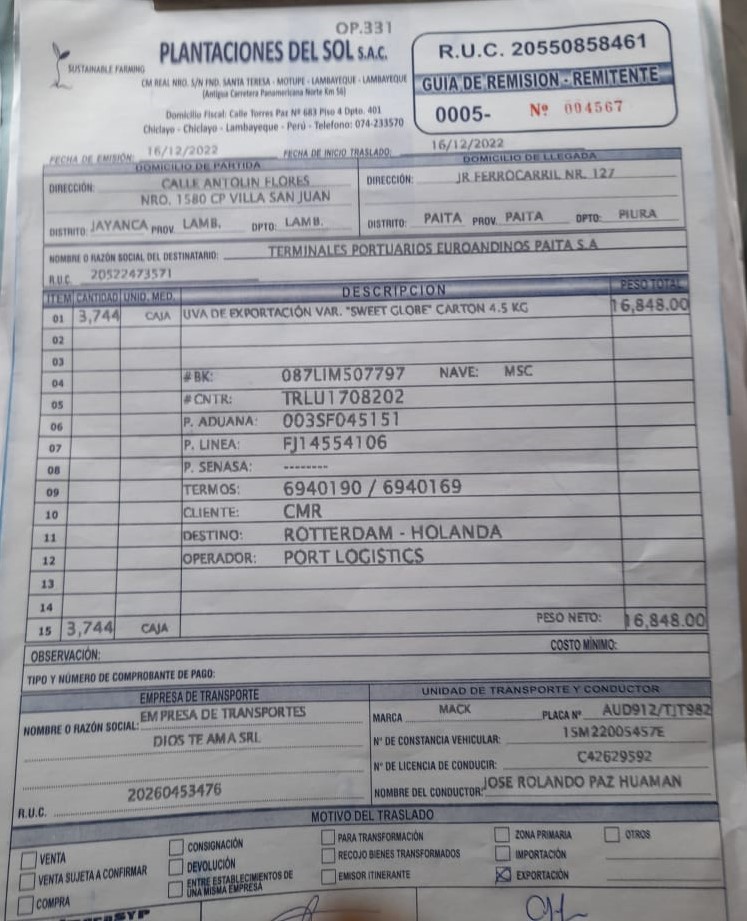 OP.331
SUSTAINABLE FARMING
PLANTACIONES DEL SOL S.A.C.
CM REAL NRO. S/N FND. SANTA TERESA - MOTUPE - LAMBAYEQUE - LAMBAYEQUE
(Antigua Carretera Panamericana Norte Km 56)
Domicilio Fiscal: Calle Torres Paz Nº 683 Piso 4 Dpto. 401
Chiclayo - Chiclayo - Lambayeque - Perú - Telefono: 074-233570
R.U.C. 20550858461
GUIA DE REMISION - REMITENTE
0005- Nº 004567
FECHA DE EMISIÓN: 16/12/2022 FECHA DE INICIO TRASLADO: 16/12/2022
DOMICILIO DE PARTIDA
DIRECCIÓN: CALLE ANTOLIN FLORES
NRO. 1580 CP VILLA SAN JUAN
DISTRITO: JAYANCA PROV. LAMB. DPTO: LAMB.
DOMICILIO DE LLEGADA
DIRECCIÓN: JR FERROCARRIL NR. 127
DISTRITO: PAITA PROV. PAITA DPTO: PIURA
NOMBRE O RAZÓN SOCIAL DEL DESTINATARIO: TERMINALES PORTUARIOS EUROANDINOS PAITA S A
R.U.C. 20522473571
ITEM CANTIDAD UNID. MED. DESCRIPCION PESO TOTAL
01 3,744 CAJA UVA DE EXPORTACIÓN VAR. "SWEET GLOBE" CARTON 4.5 KG 16,848.00
02
03
04 # BK: 087LIM507797 NAVE: MSC
05 # CNTR: TRLU1708202
06 P. ADUANA: 003SF045151
07 P. LINEA: FJ14554106
08 P. SENASA: --------
09 TERMOS: 6940190 / 6940169
10 CLIENTE: CMR
11 DESTINO: ROTTERDAM - HOLANDA
12 OPERADOR: PORT LOGISTICS
13
14
15 3,744 CAJA PESO NETO: 16,848.00
OBSERVACIÓN: COSTO MÍNIMO:
TIPO Y NÚMERO DE COMPROBANTE DE PAGO:
EMPRESA DE TRANSPORTE
NOMBRE O RAZÓN SOCIAL: EMPRESA DE TRANSPORTES
DIOS TE AMA SRL
R.U.C. 20260453476
UNIDAD DE TRANSPORTE Y CONDUCTOR
MARCA MACK PLACA Nº AUD912/TJT982
Nº DE CONSTANCIA VEHICULAR: 15M22005457E
Nº DE LICENCIA DE CONDUCIR: C42629592
NOMBRE DEL CONDUCTOR: JOSE ROLANDO PAZ HUAMAN
MOTIVO DEL TRASLADO
VENTA
VENTA SUJETA A CONFIRMAR
COMPRA
CONSIGNACIÓN
DEVOLUCIÓN
ENTRE ESTABLECIMIENTOS DE
UNA MISMA EMPRESA
PARA TRANSFORMACIÓN
RECOJO BIENES TRANSFORMADOS
EMISOR ITINERANTE
ZONA PRIMARIA
IMPORTACIÓN
EXPORTACIÓN
OTROS